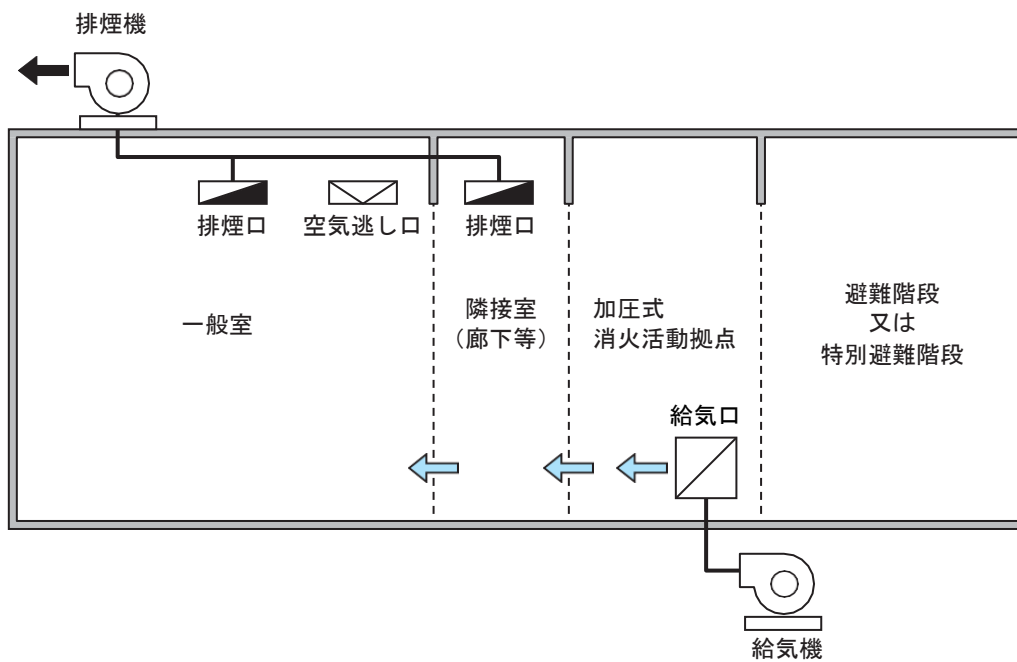 排煙機
排煙口
空気逃し口
排煙口
一般室
隣接室
（廊下等）
加圧式
消火活動拠点
避難階段
又は
特別避難階段
給気口
給気機